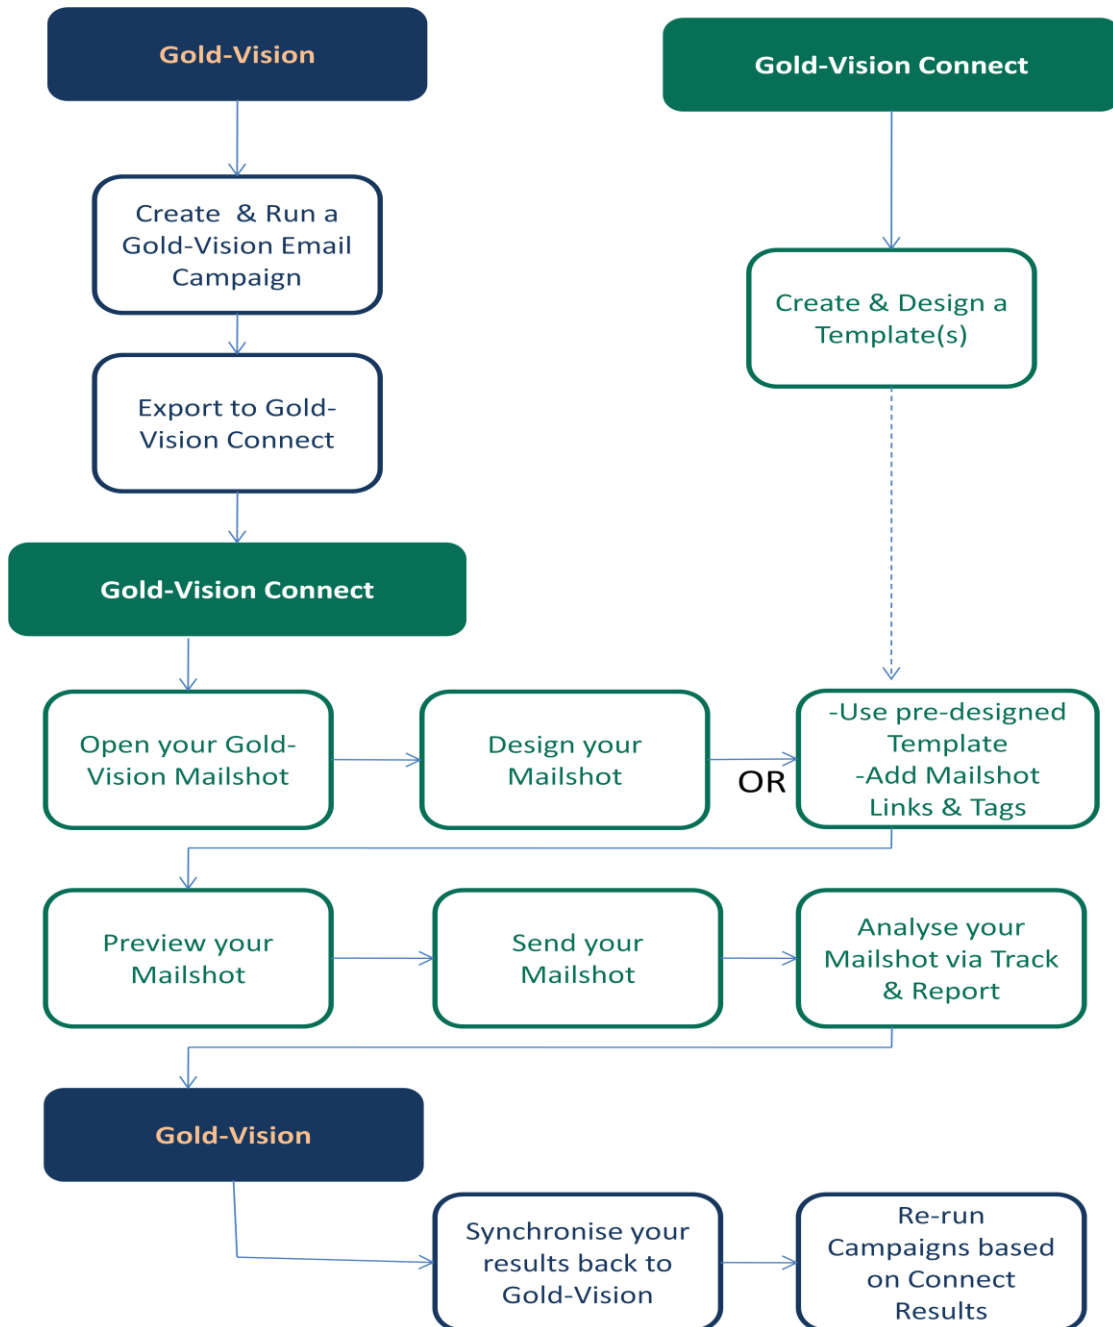 Gold-Vision
Gold-Vision Connect
Create & Run a
Gold-Vision Email
Campaign
Create & Design a
Template(s)
Export to Gold-
Vision Connect
Gold-Vision Connect
Open your Gold-
Vision Mailshot
Design your
Mailshot
OR
-Use pre-designed
Template
-Add Mailshot
Links & Tags
Preview your
Mailshot
Send your
Mailshot
Analyse your
Mailshot via Track
& Report
Gold-Vision
Synchronise your
results back to
Gold-Vision
Re-run
Campaigns based
on Connect
Results